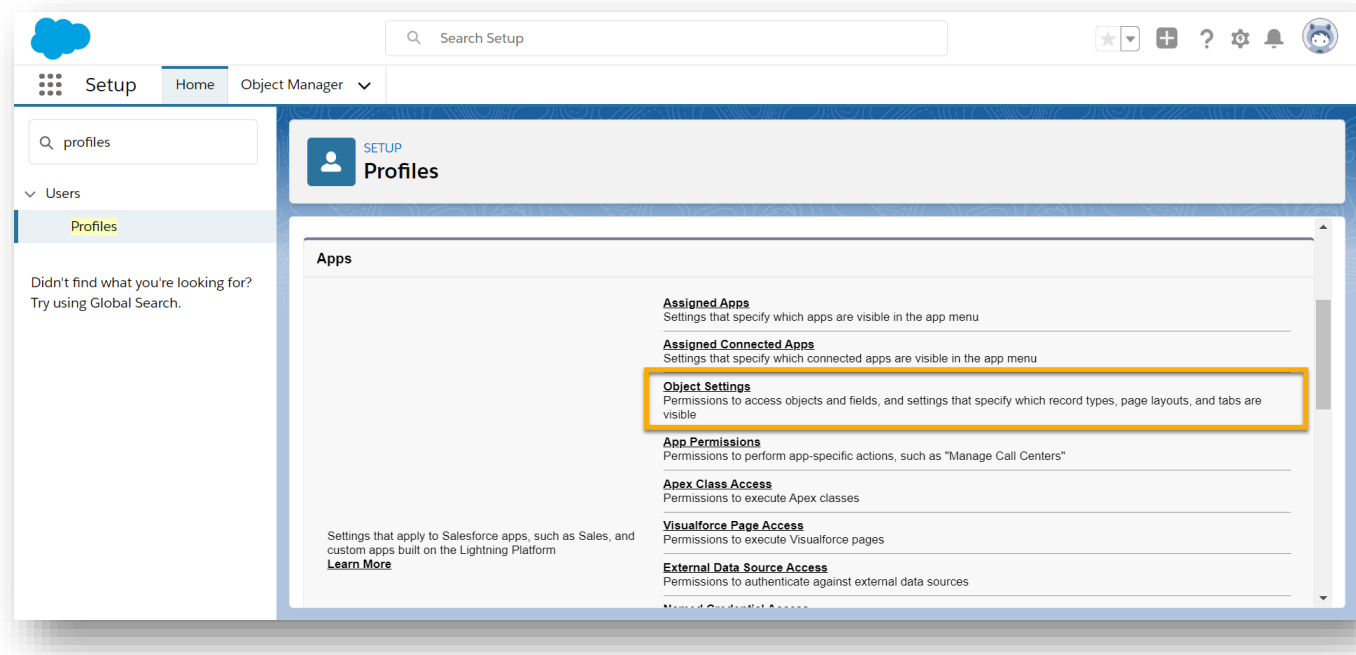 Search Setup
Setup
Home
Object Manager
profiles
Users
Profiles
Didn't find what you're looking for?
Try using Global Search.
SETUP
Profiles
Apps
Settings that apply to Salesforce apps, such as Sales, and
custom apps built on the Lightning Platform
Learn More
Assigned Apps
Settings that specify which apps are visible in the app menu
Assigned Connected Apps
Settings that specify which connected apps are visible in the app menu
Object Settings
Permissions to access objects and fields, and settings that specify which record types, page layouts, and tabs are
visible
App Permissions
Permissions to perform app-specific actions, such as "Manage Call Centers"
Apex Class Access
Permissions to execute Apex classes
Visualforce Page Access
Permissions to execute Visualforce pages
External Data Source Access
Permissions to authenticate against external data sources
Named Credential Access